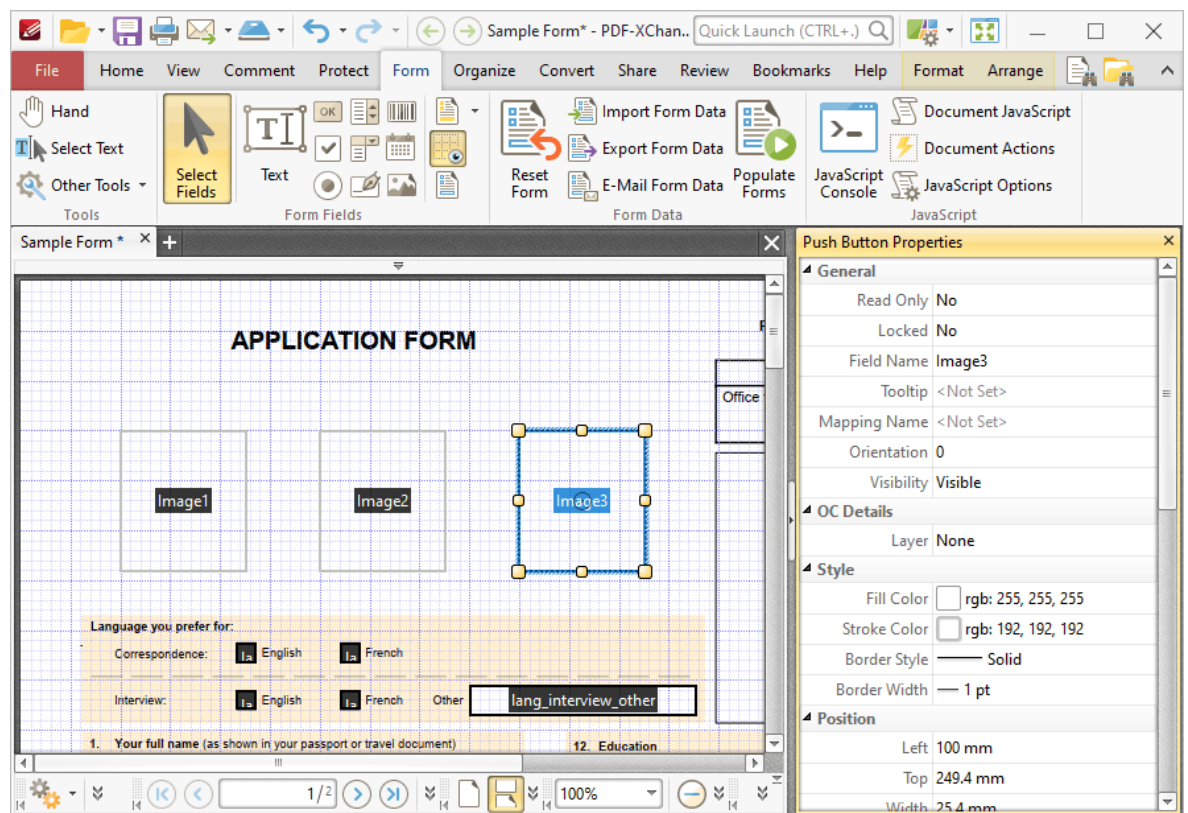 Sample Form* - PDF-XChan..
Quick Launch (CTRL+.)
File Home View Comment Protect Form Organize Convert Share Review Bookmarks Help Format Arrange
Hand
Select Text
Other Tools
Tools
Select Fields
Text
OK
Form Fields
Reset Form
Import Form Data
Export Form Data
E-Mail Form Data
Populate Forms
Form Data
JavaScript Console
Document JavaScript
Document Actions
JavaScript Options
JavaScript
Sample Form *
APPLICATION FORM
Office
Image1 Image2 Image3
Language you prefer for:
Correspondence: English French
Interview: English French Other lang_interview_other
1. Your full name (as shown in your passport or travel document) 12. Education
1/2
100%
Push Button Properties
General
Read Only No
Locked No
Field Name Image3
Tooltip <Not Set>
Mapping Name <Not Set>
Orientation 0
Visibility Visible
OC Details
Layer None
Style
Fill Color rgb: 255, 255, 255
Stroke Color rgb: 192, 192, 192
Border Style Solid
Border Width 1 pt
Position
Left 100 mm
Top 249.4 mm
Width 25.4 mm